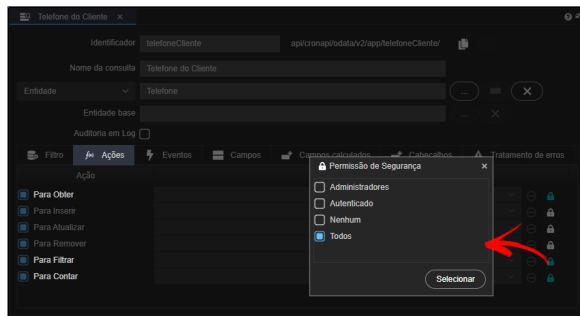 Telefone do Cliente ×
Identificador telefoneCliente api/cronapi/odata/v2/app/telefoneCliente/
Nome da consulta Telefone do Cliente
Entidade Telefone ... ×
Entidade base ... ×
Auditoria em Log
Filtro Ações Eventos Campos Campos calculados Cabeçalhos Tratamento de erros
Ação
Permissão de Segurança ×
Administradores
Autenticado
Nenhum
Todos
Selecionar
Para Obter
Para Inserir
Para Atualizar
Para Remover
Para Filtrar
Para Contar